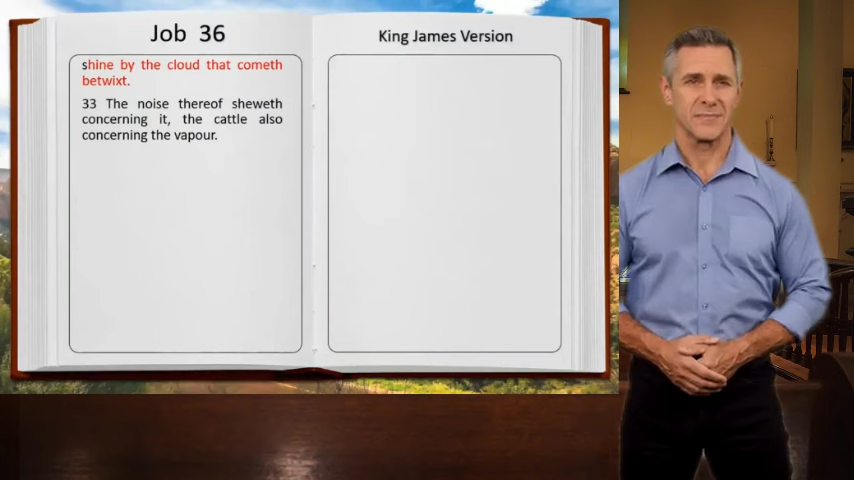 Job 36
King James Version
shine by the cloud that cometh
betwixt.
33 The noise thereof sheweth
concerning it, the cattle also
concerning the vapour.